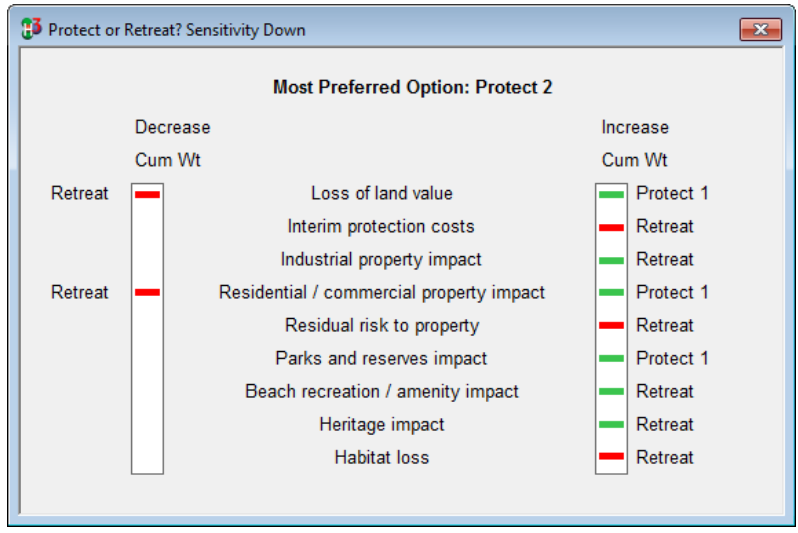 Protect or Retreat? Sensitivity Down
Most Preferred Option: Protect 2
Decrease Increase
Cum Wt Cum Wt
Retreat Loss of land value Protect 1
Interim protection costs Retreat
Industrial property impact Retreat
Retreat Residential / commercial property impact Protect 1
Residual risk to property Retreat
Parks and reserves impact Protect 1
Beach recreation / amenity impact Retreat
Heritage impact Retreat
Habitat loss Retreat